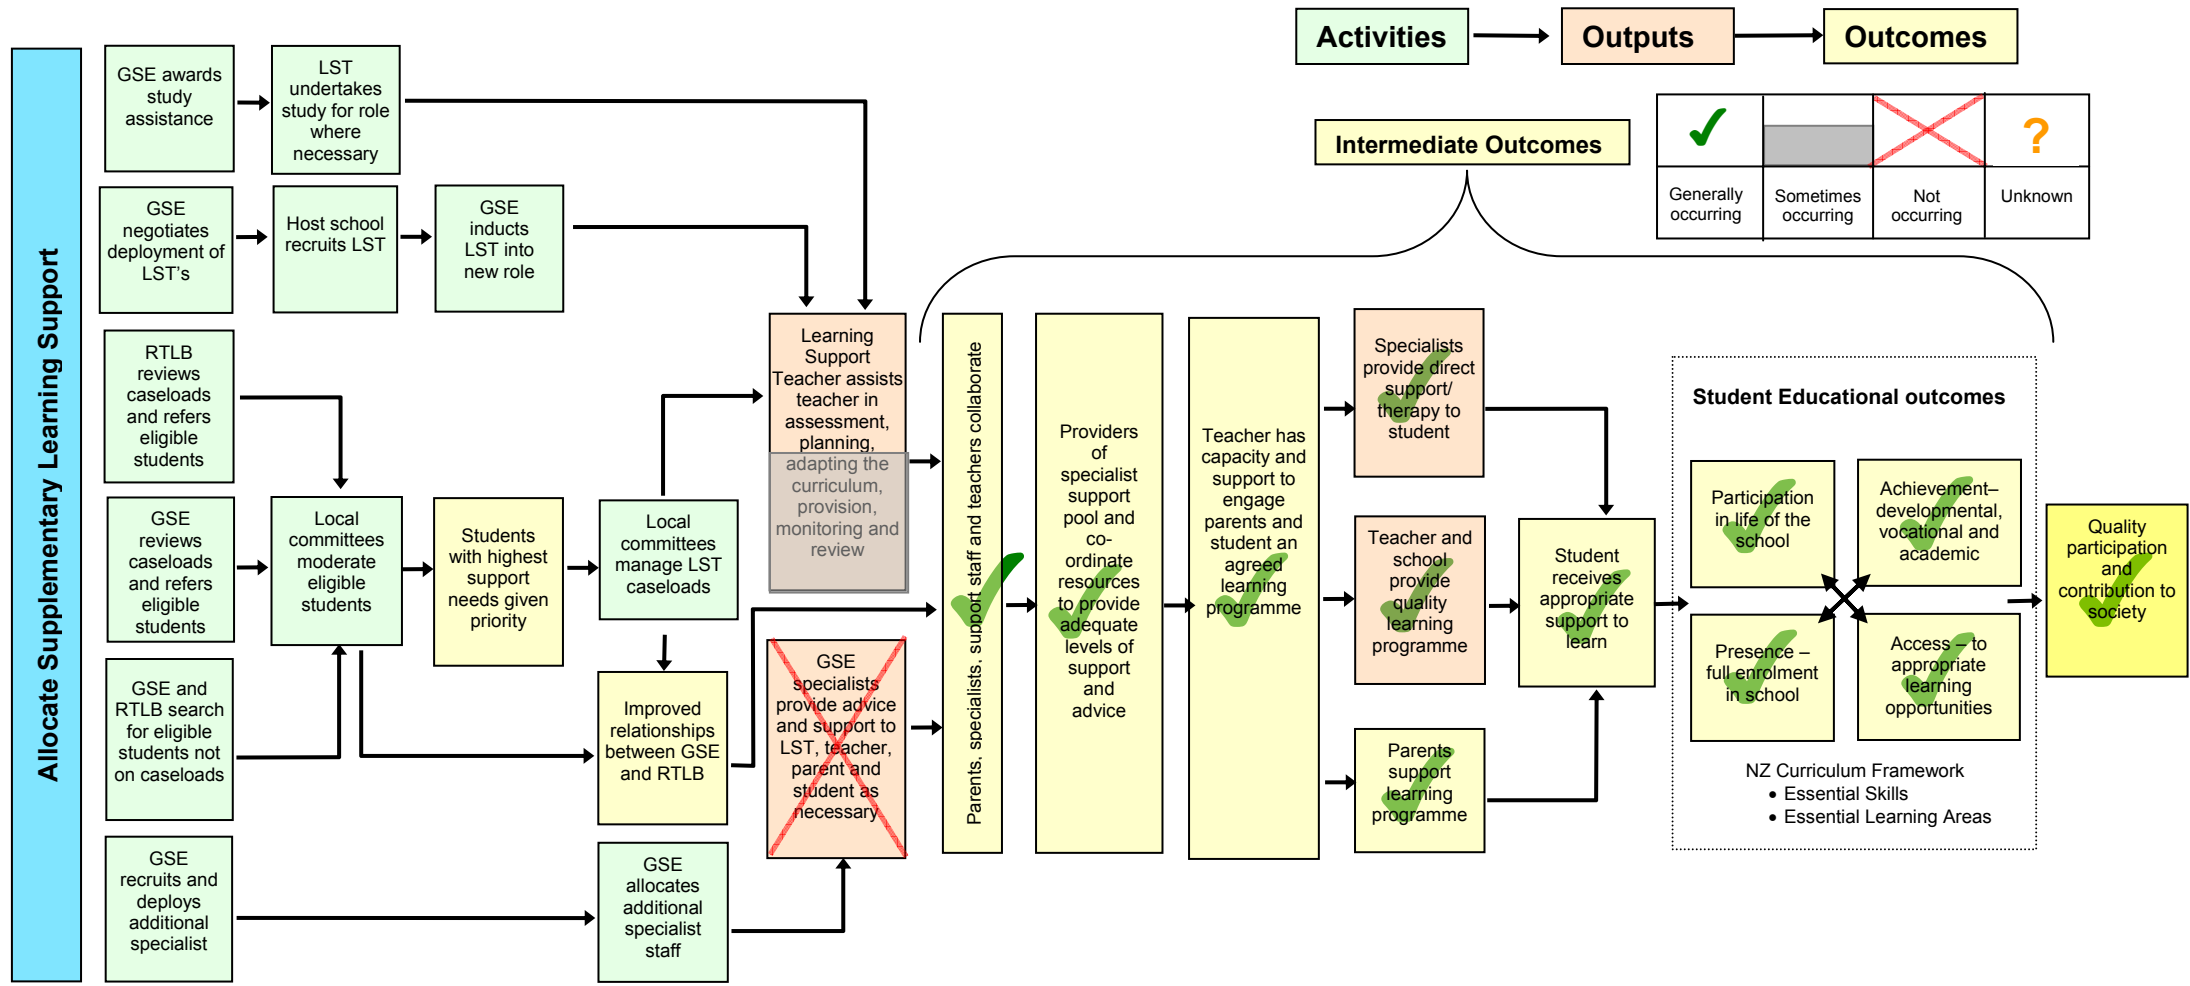 Allocate Supplementary Learning Support
Activities
Outputs
Outcomes
Generally
occurring
Sometimes
occurring
Not
occurring
?
Unknown
Intermediate Outcomes
GSE awards
study
assistance
LST
undertakes
study for role
where
necessary
GSE
negotiates
deployment of
LST's
Host school
recruits LST
GSE
inducts
LST into
new role
RTLB
reviews
caseloads
and refers
eligible
students
GSE
reviews
caseloads
and refers
eligible
students
GSE and
RTLB search
for eligible
students not
on caseloads
GSE
recruits and
deploys
additional
specialist
Local
committees
moderate
eligible
students
Students
with highest
support
needs given
priority
Local
committees
manage LST
caseloads
Improved
relationships
between GSE
and RTLB
GSE
allocates
additional
specialist
staff
Learning
Support
Teacher assists
teacher in
assessment,
planning,
adapting the
curriculum,
provision,
monitoring and
review
GSE
specialists
provide advice
and support to
LST, teacher,
parent and
student as
necessary
Parents, specialists, support staff and teachers collaborate
Providers
of
specialist
support
pool and
co-
ordinate
resources
to provide
adequate
levels of
support
and
advice
Teacher has
capacity and
support to
engage
parents and
student an
agreed
learning
programme
Specialists
provide direct
support/
therapy to
student
Teacher and
school
provide
quality
learning
programme
Parents
support
learning
programme
Student
receives
appropriate
support to
learn
Student Educational outcomes
Participation
in life of the
school
Achievement–
developmental,
vocational and
academic
Presence –
full enrolment
in school
Access – to
appropriate
learning
opportunities
NZ Curriculum Framework
• Essential Skills
• Essential Learning Areas
Quality
participation
and
contribution to
society